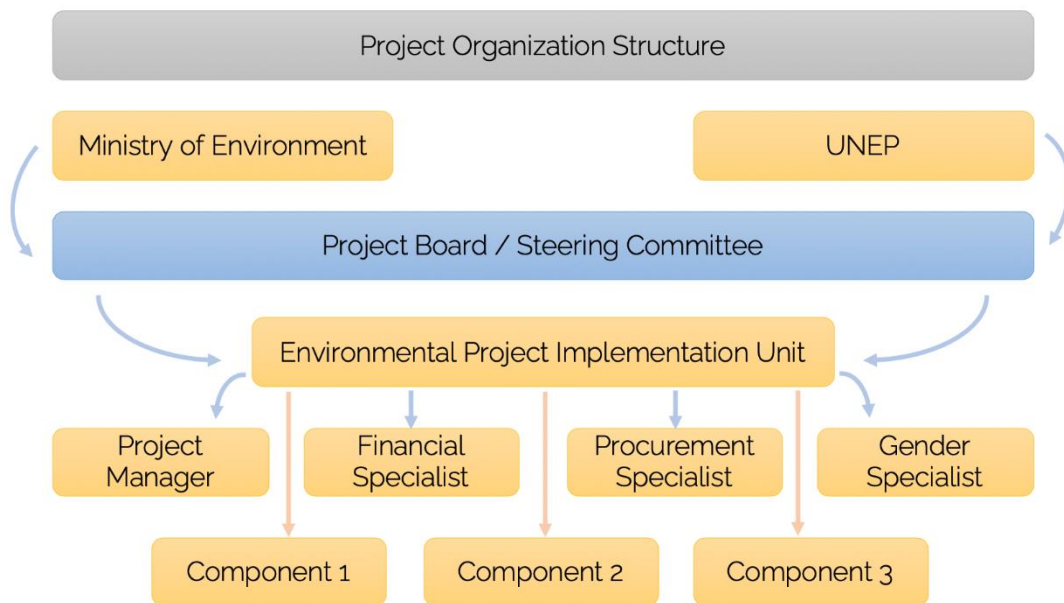 Project Organization Structure
Ministry of Environment
UNEP
Project Board / Steering Committee
Environmental Project Implementation Unit
Project
Manager
Financial
Specialist
Procurement
Specialist
Gender
Specialist
Component 1
Component 2
Component 3